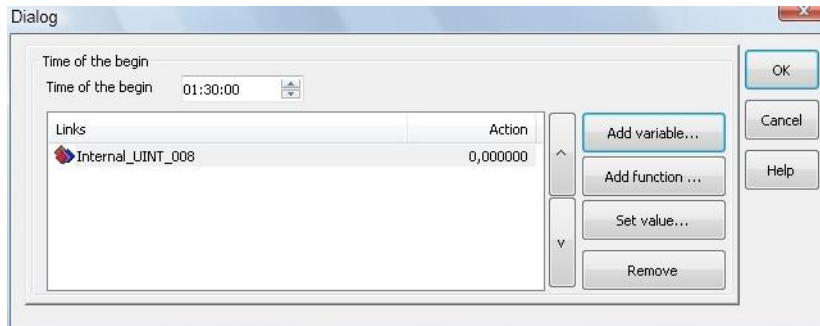 Dialog
Time of the begin
Time of the begin 01:30:00
Links Action
Internal_UINT_008 0,000000
^
v
Add variable...
Add function ...
Set value...
Remove
OK
Cancel
Help